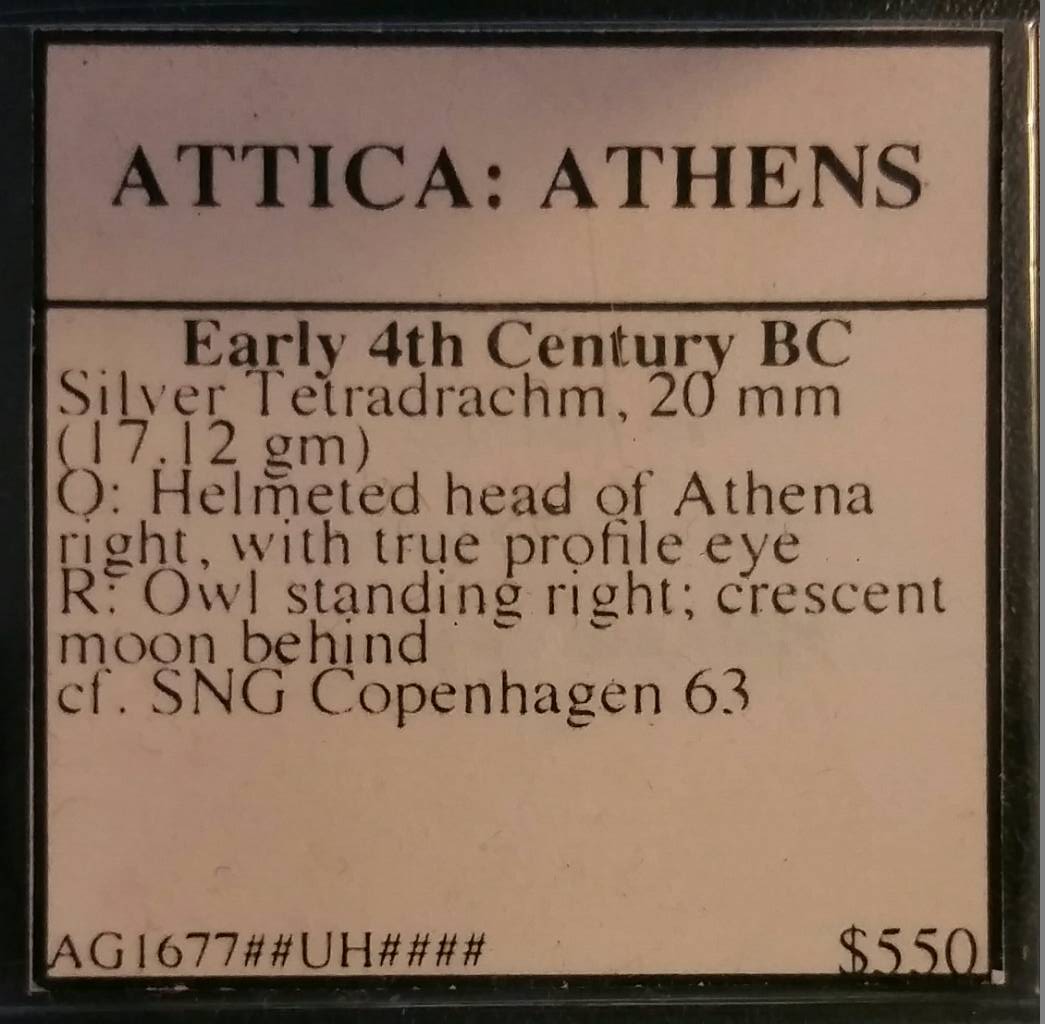 ATTICA: ATHENS
Early 4th Century BC
Silver Tetradrachm, 20 mm
(17.12 gm)
O: Helmeted head of Athena
right, with true profile eye
R: Owl standing right; crescent
moon behind
cf. SNG Copenhagen 63
AG1677##UH####
$550